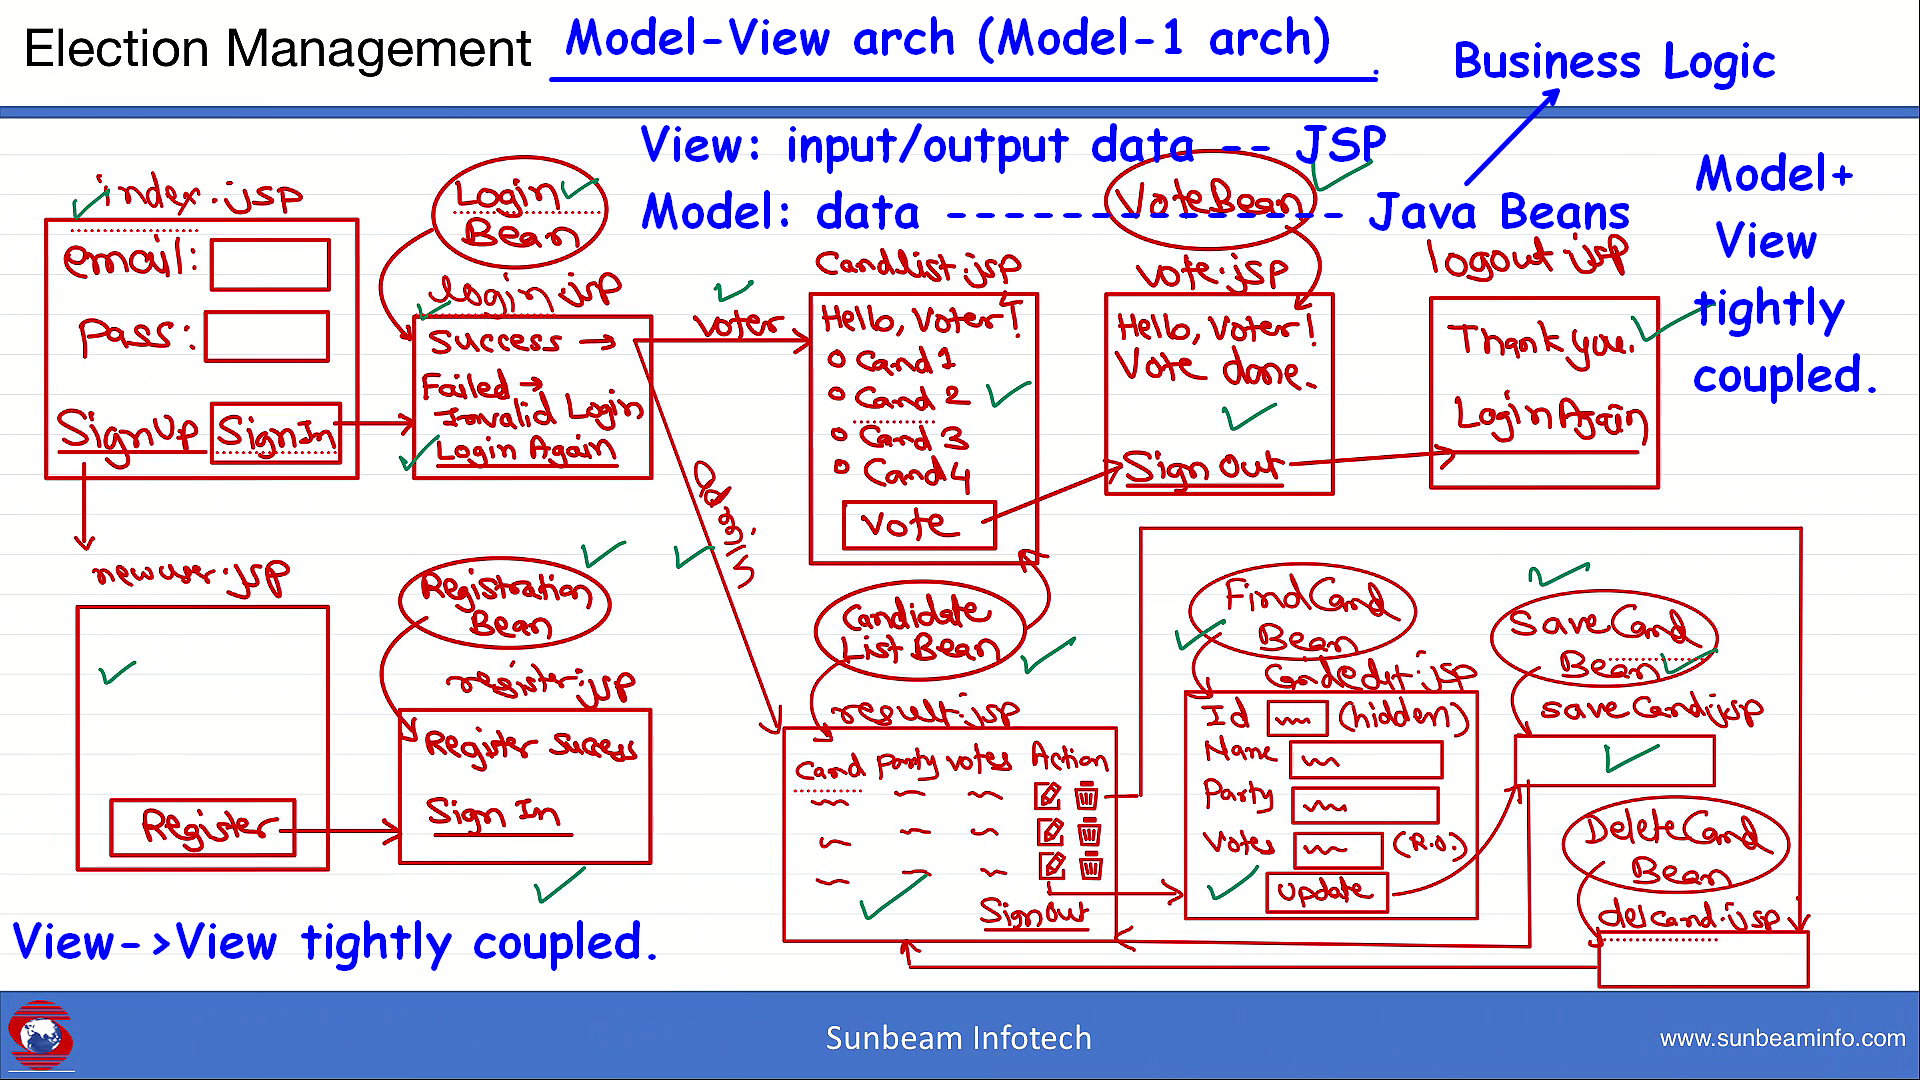 Election Management Model-View arch (Model-1 arch)
Business Logic
View: input/output data -- JSP
Model: data -------------- Java Beans
Model+
View
tightly
coupled.
index.jsp
email:
Pass:
SignUp SignIn
Login
Bean
login.jsp
Success →
Failed →
Invalid Login
Login Again
voter
Admin
Candlist.jsp
Hello, Voter!
Cand 1
Cand 2
Cand 3
Cand 4
Vote
VoteBean
vote.jsp
Hello, Voter!
Vote done.
Sign Out
logout.jsp
Thank you.
Login Again
newuser.jsp
Register
Registration
Bean
register.jsp
Register Success
Sign In
Candidate
List Bean
result.jsp
Cand Party votes Action
Sign Out
FindCand
Bean
candedit.jsp
Id (hidden)
Name
Party
Votes (R.O.)
Update
SaveCand
Bean
saveCand.jsp
DeleteCand
Bean
delcand.jsp
View->View tightly coupled.
Sunbeam Infotech
www.sunbeaminfo.com